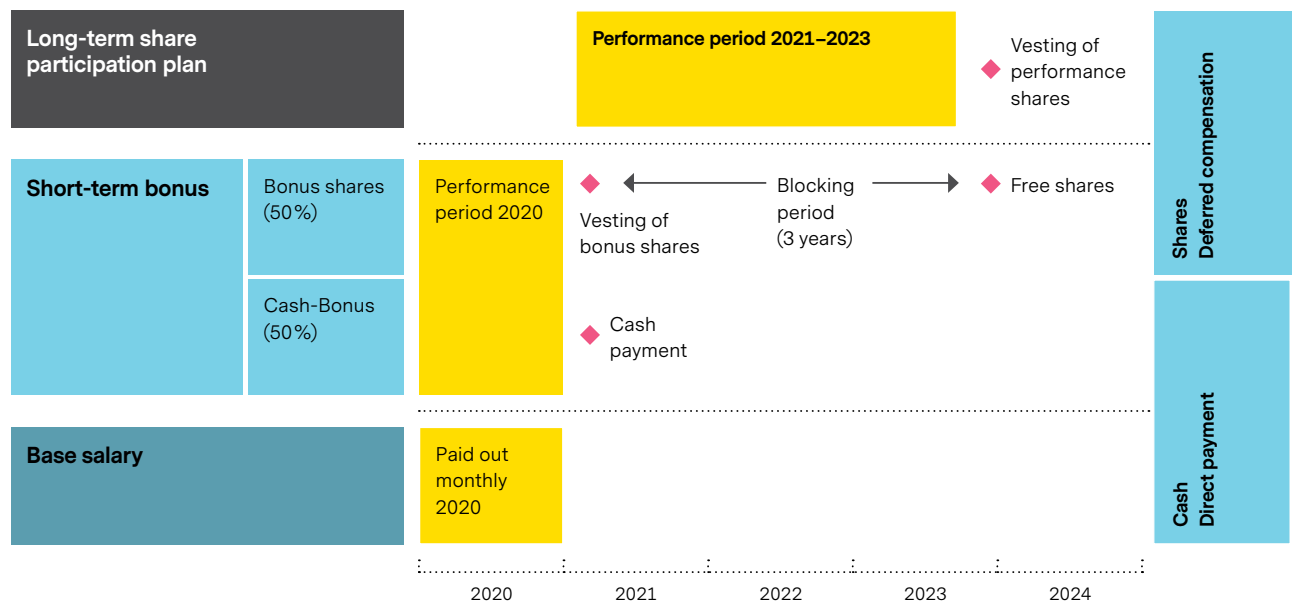 Long-term share
participation plan
Performance period 2021–2023
Vesting of
performance
shares
Short-term bonus
Bonus shares
(50%)
Cash-Bonus
(50%)
Performance
period 2020
Vesting of
bonus shares
Blocking
period
(3 years)
Free shares
Cash
payment
Base salary
Paid out
monthly
2020
Shares
Deferred compensation
Cash
Direct payment
2020
2021
2022
2023
2024